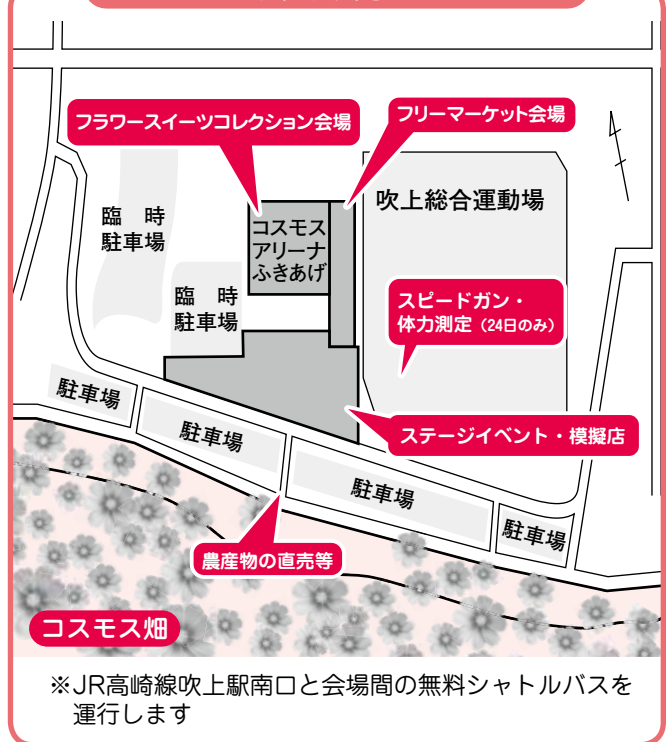 フラワースイーツコレクション会場
フリーマーケット会場
吹上総合運動場
臨時
駐車場
コスモス
アリーナ
ふきあげ
臨時
駐車場
スピードガン・
体力測定（24日のみ）
駐車場
駐車場
ステージイベント・模擬店
駐車場
駐車場
農産物の直売等
コスモス畑
※JR高崎線吹上駅南口と会場間の無料シャトルバスを
運行します